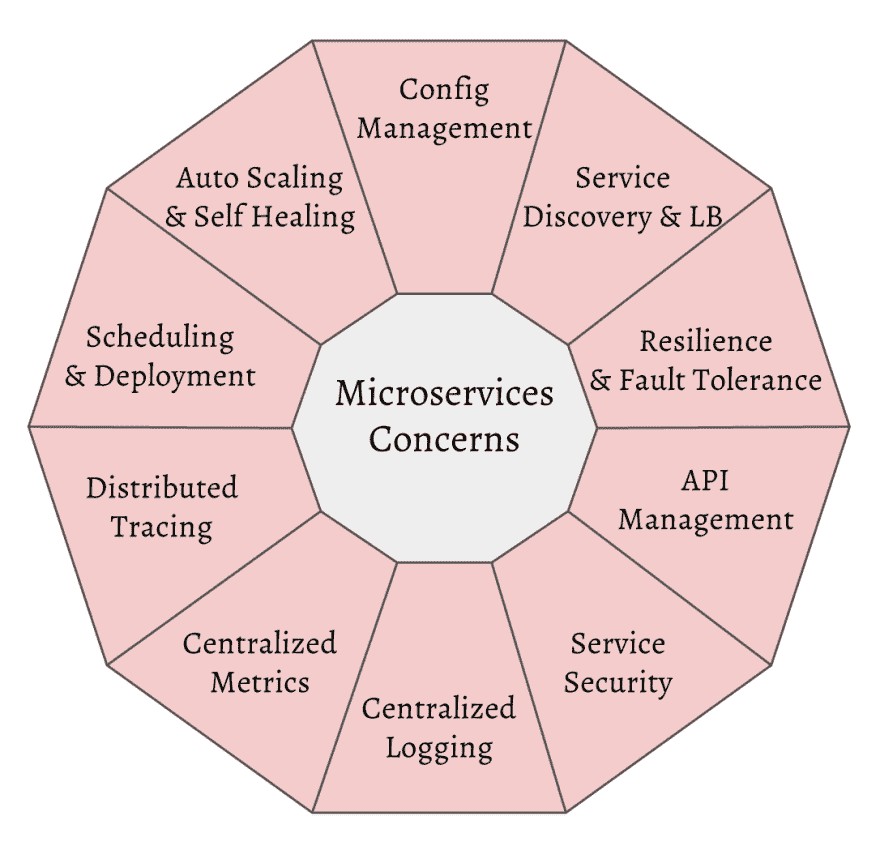 Config
Management
Service
Discovery & LB
Resilience
& Fault Tolerance
API
Management
Service
Security
Centralized
Logging
Centralized
Metrics
Distributed
Tracing
Scheduling
& Deployment
Auto Scaling
& Self Healing
Microservices
Concerns